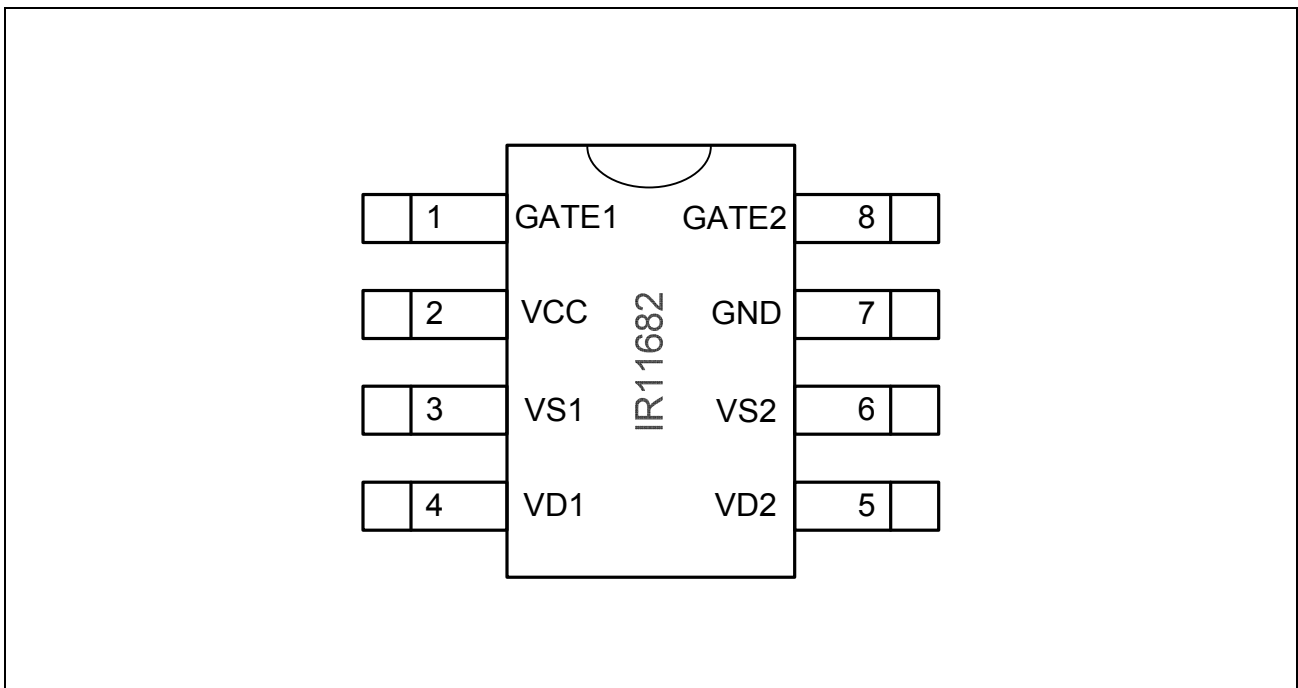 1 GATE1 GATE2 8
2 VCC GND 7
3 VS1 VS2 6
4 VD1 VD2 5
IR11682